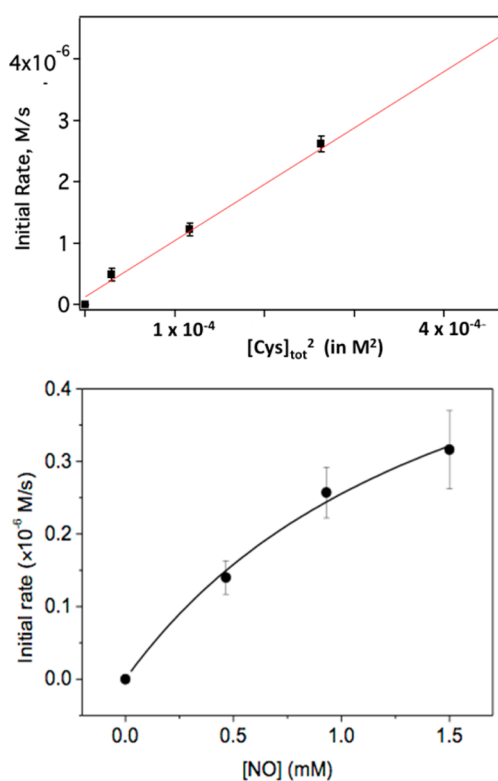 4x10⁻⁶
3
2
1
0
Initial Rate, M/s
1 x 10⁻⁴
4 x 10⁻⁴
[Cys]tot² (in M²)
0.4
0.3
0.2
0.1
0.0
Initial rate (×10⁻⁶ M/s)
0.0 0.5 1.0 1.5
[NO] (mM)